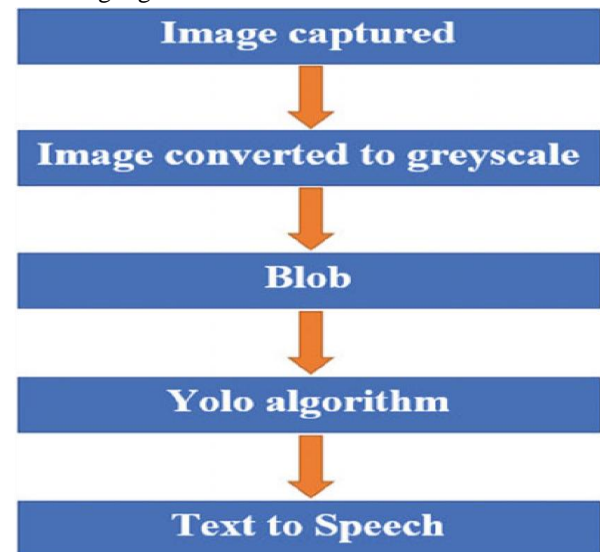 Image captured
Image converted to greyscale
Blob
Yolo algorithm
Text to Speech